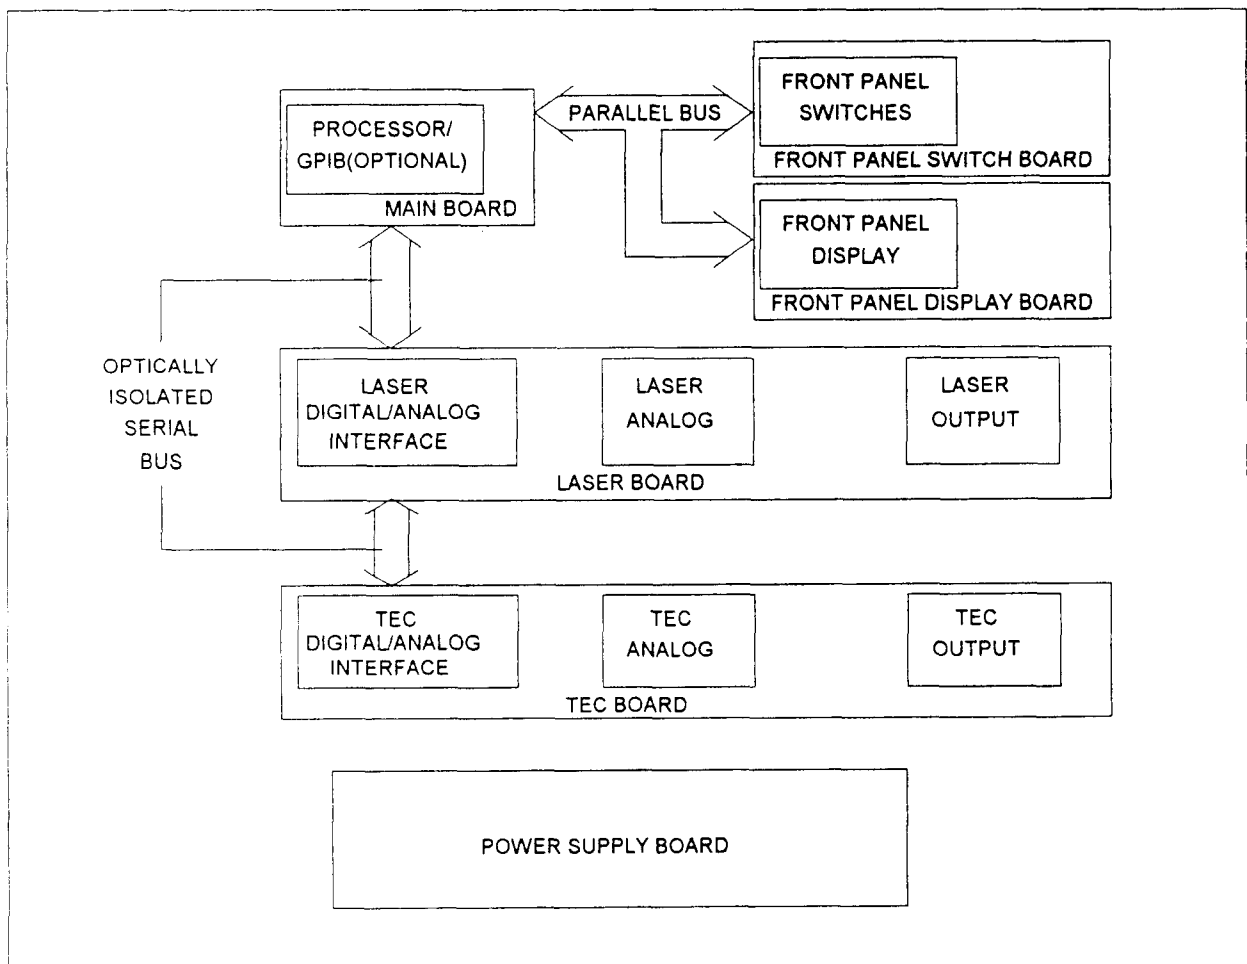 PROCESSOR/
GPIB(OPTIONAL)
MAIN BOARD
PARALLEL BUS
FRONT PANEL
SWITCHES
FRONT PANEL SWITCH BOARD
FRONT PANEL
DISPLAY
FRONT PANEL DISPLAY BOARD
OPTICALLY
ISOLATED
SERIAL
BUS
LASER
DIGITAL/ANALOG
INTERFACE
LASER
ANALOG
LASER
OUTPUT
LASER BOARD
TEC
DIGITAL/ANALOG
INTERFACE
TEC
ANALOG
TEC
OUTPUT
TEC BOARD
POWER SUPPLY BOARD